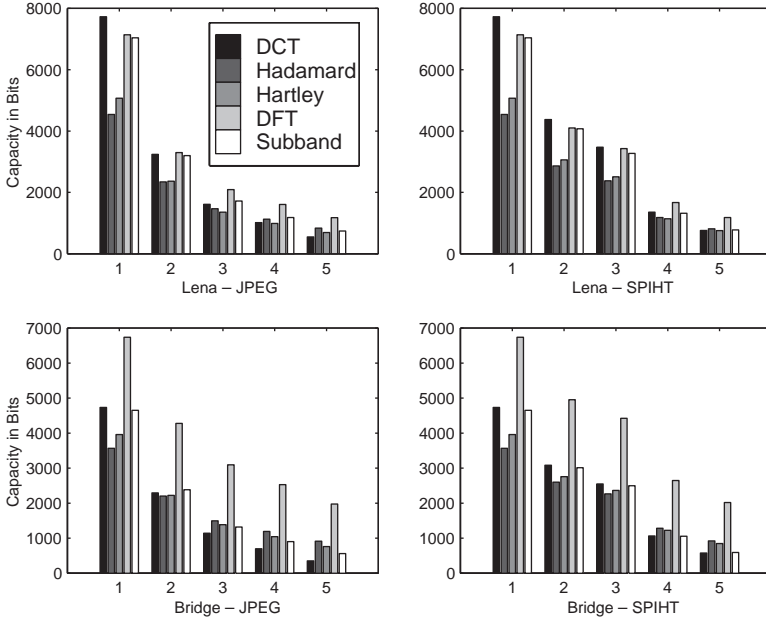 8000
6000
4000
2000
0
Capacity in Bits
1 2 3 4 5
Lena – JPEG
DCT
Hadamard
Hartley
DFT
Subband
8000
6000
4000
2000
0
1 2 3 4 5
Lena – SPIHT
7000
6000
5000
4000
3000
2000
1000
0
Capacity in Bits
1 2 3 4 5
Bridge – JPEG
7000
6000
5000
4000
3000
2000
1000
0
1 2 3 4 5
Bridge – SPIHT